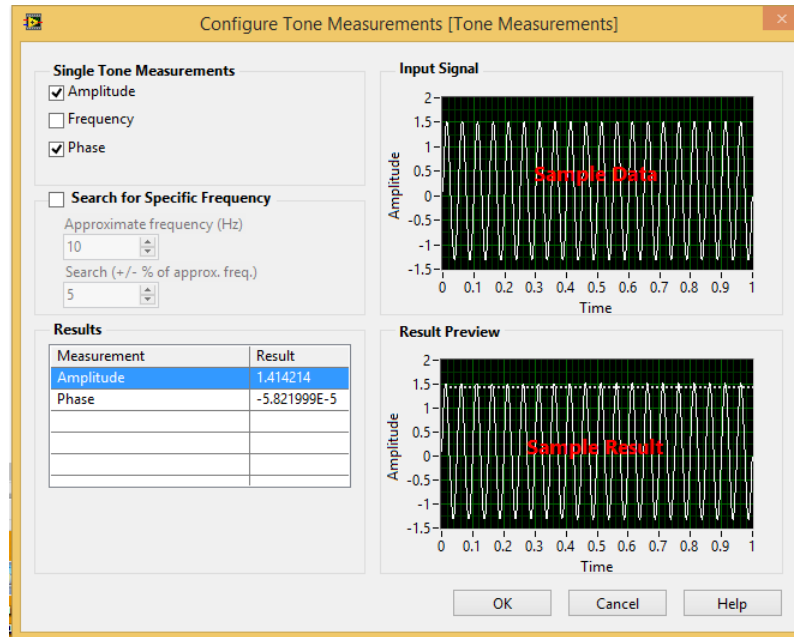 Configure Tone Measurements [Tone Measurements]
Single Tone Measurements
Amplitude
Frequency
Phase
Search for Specific Frequency
Approximate frequency (Hz)
10
Search (+/- % of approx. freq.)
5
Results
Measurement Result
Amplitude 1.414214
Phase -5.821999E-5
Input Signal
2
1.5
1
0.5
0
-0.5
-1
-1.5
Amplitude
Sample Data
0 0.1 0.2 0.3 0.4 0.5 0.6 0.7 0.8 0.9 1
Time
Result Preview
2
1.5
1
0.5
0
-0.5
-1
-1.5
Amplitude
Sample Result
0 0.1 0.2 0.3 0.4 0.5 0.6 0.7 0.8 0.9 1
Time
OK Cancel Help